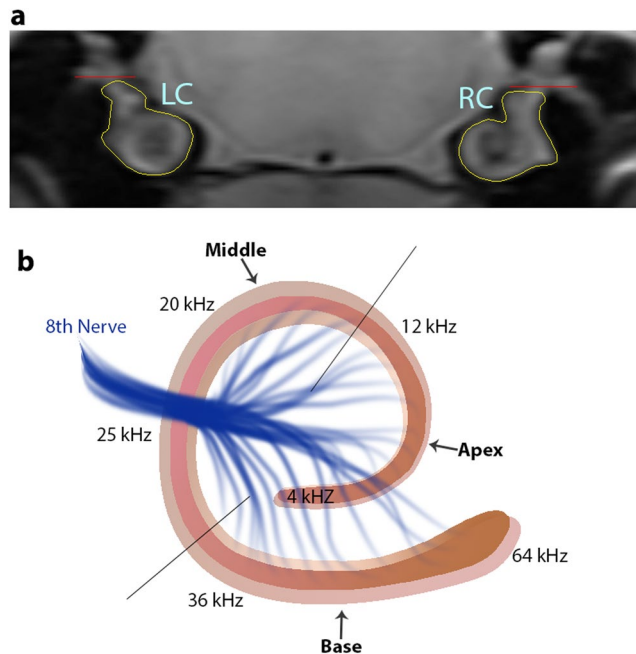 a
LC
RC
b
Middle
20 kHz
8th Nerve
12 kHz
25 kHz
Apex
4 kHZ
64 kHz
36 kHz
Base